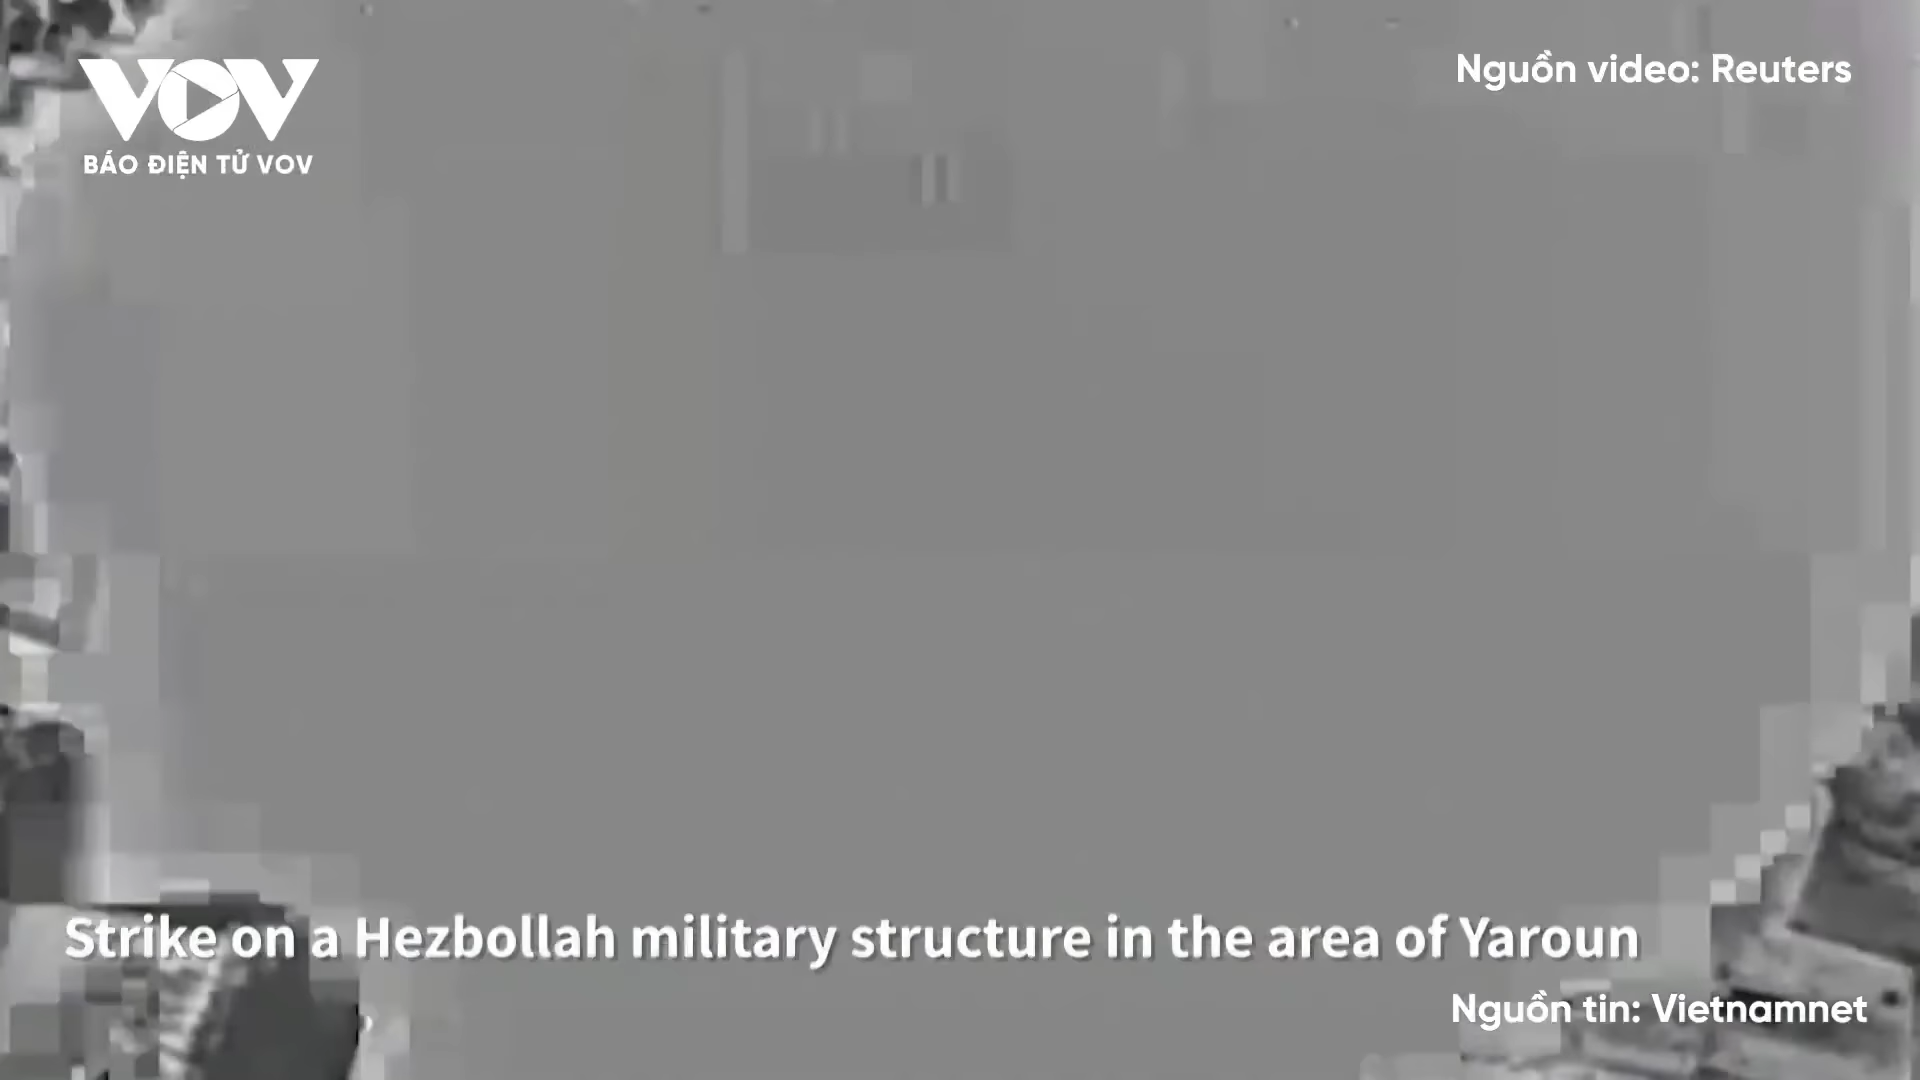 VOV
BÁO ĐIỆN TỬ VOV
Nguồn video: Reuters
Strike on a Hezbollah military structure in the area of Yaroun
Nguồn tin: Vietnamnet